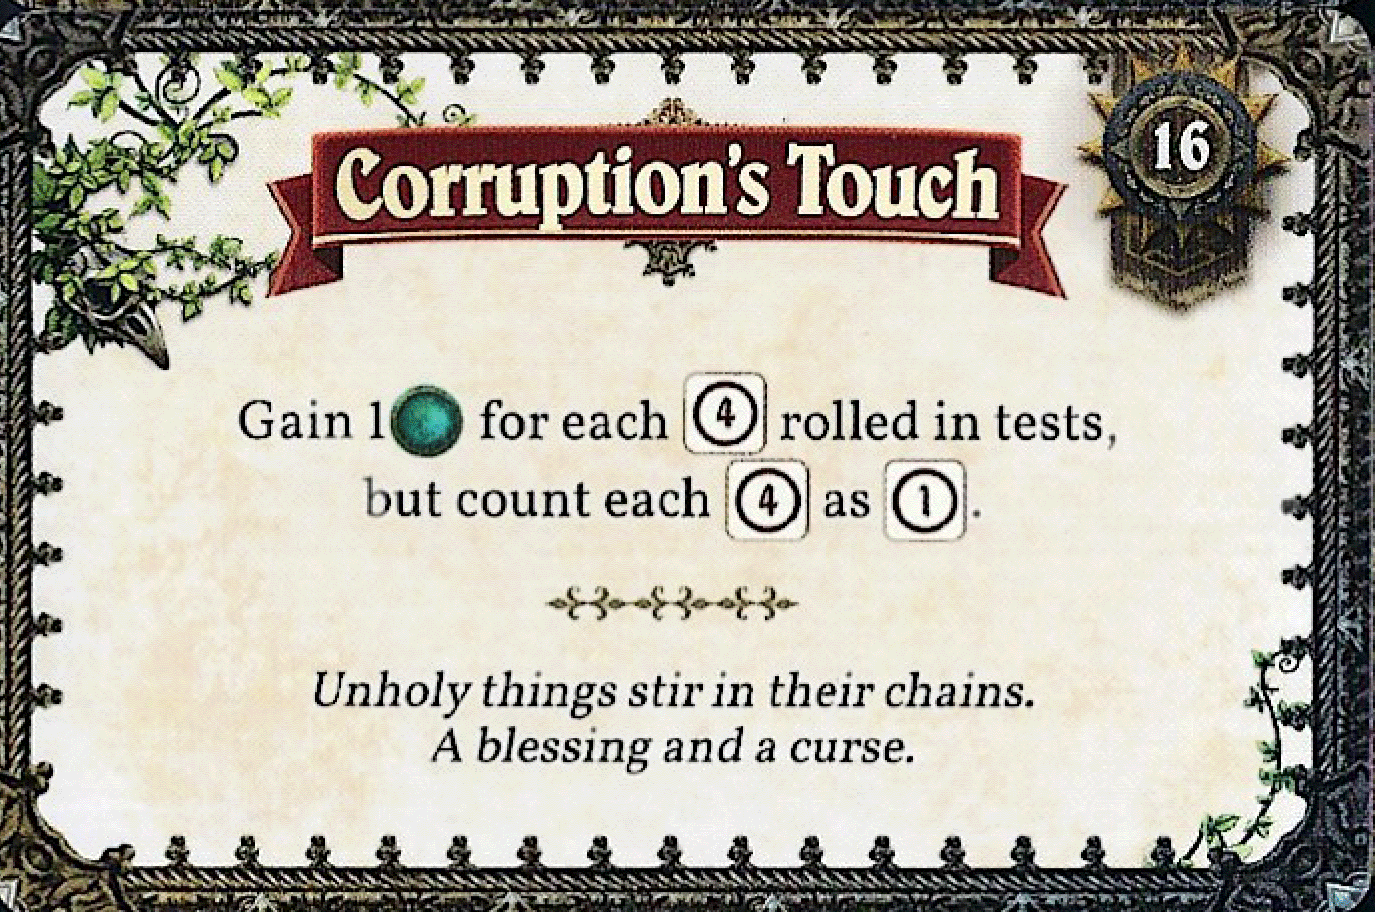 Corruption's Touch
16
Gain 1 for each 4 rolled in tests,
but count each 4 as 1.
Unholy things stir in their chains.
A blessing and a curse.